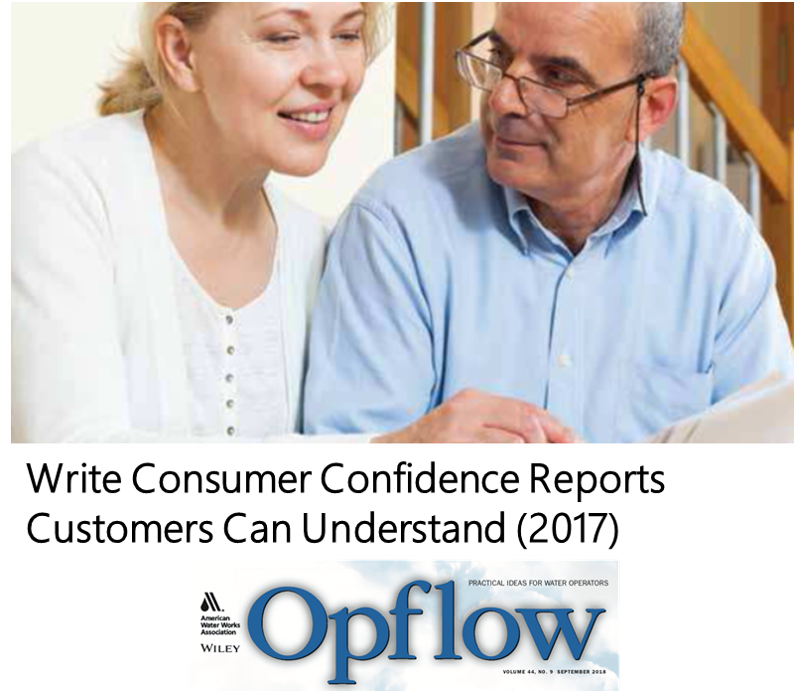 Write Consumer Confidence Reports
Customers Can Understand (2017)
PRACTICAL IDEAS FOR WATER OPERATORS
American
Water Works
Association
WILEY
Opflow
VOLUME 44, NO. 9 SEPTEMBER 2018